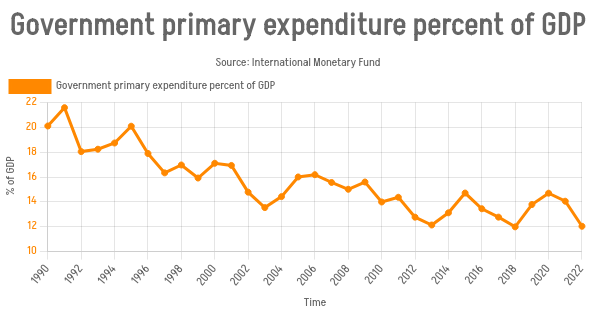 Government primary expenditure percent of GDP
Source: International Monetary Fund
Government primary expenditure percent of GDP
% of GDP
22
20
18
16
14
12
10
1990 1992 1994 1996 1998 2000 2002 2004 2006 2008 2010 2012 2014 2016 2018 2020 2022
Time